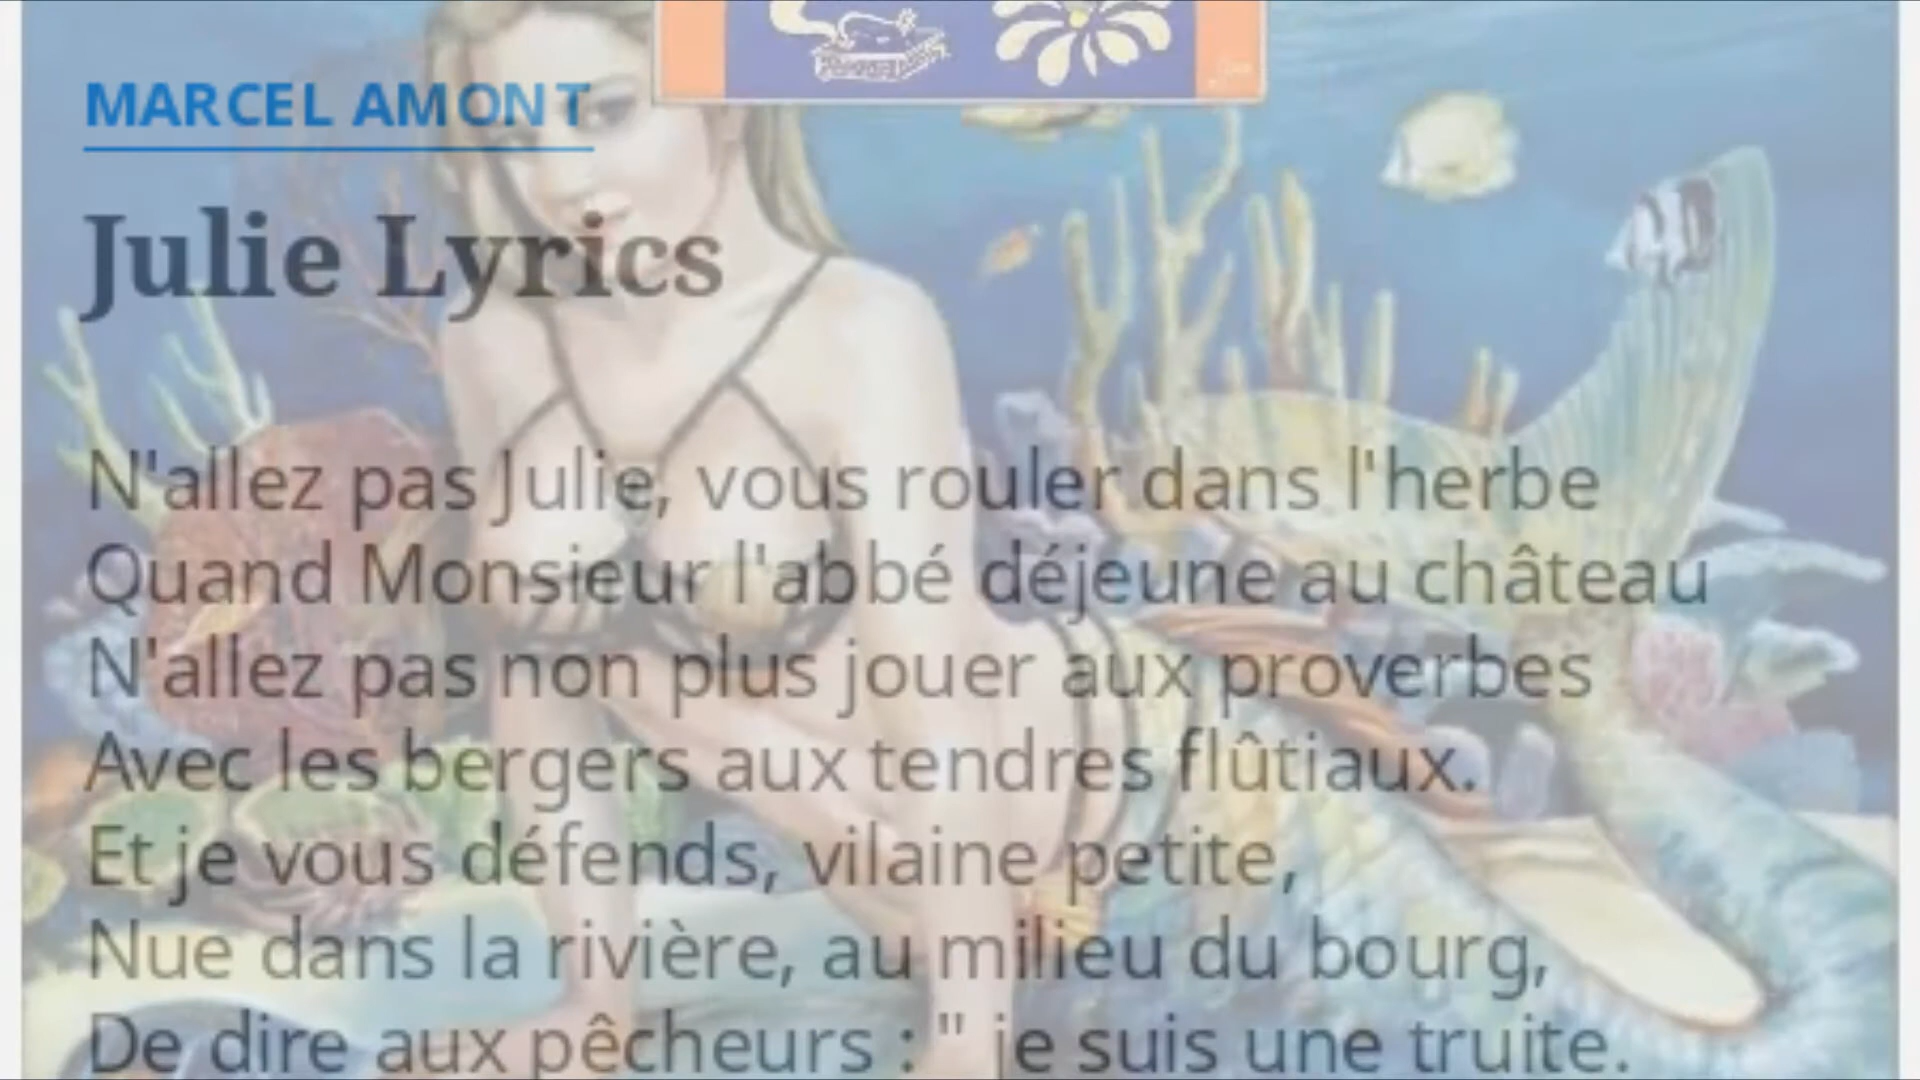 MARCEL AMONT
Julie Lyrics
N'allez pas Julie, vous rouler dans l'herbe
Quand Monsieur l'abbé déjeune au château
N'allez pas non plus jouer aux proverbes
Avec les bergers aux tendres flûtiaux.
Et je vous défends, vilaine petite,
Nue dans la rivière, au milieu du bourg,
De dire aux pêcheurs : " je suis une truite.